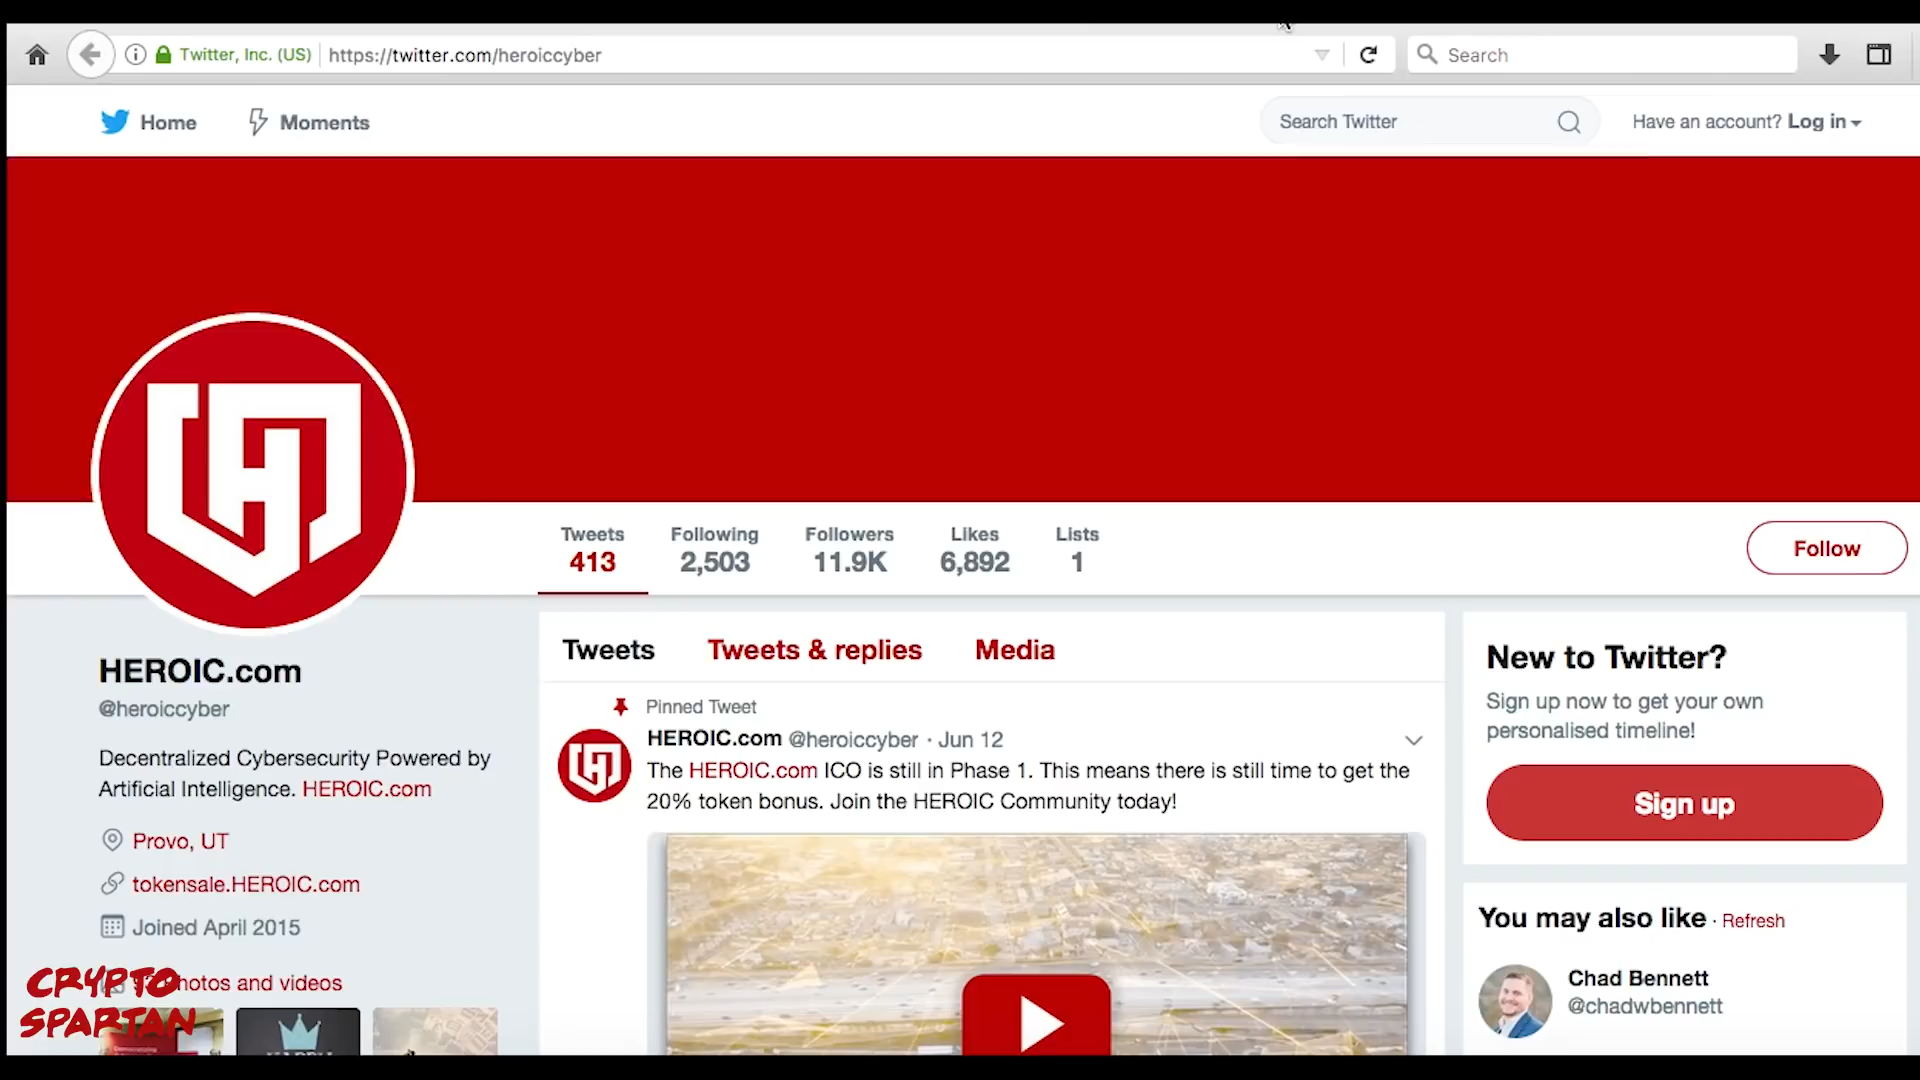 Twitter, Inc. (US) https://twitter.com/heroiccyber Search
Home Moments Search Twitter Have an account? Log in
Tweets Following Followers Likes Lists
413 2,503 11.9K 6,892 1
Follow
HEROIC.com
@heroiccyber
Decentralized Cybersecurity Powered by
Artificial Intelligence. HEROIC.com
Provo, UT
tokensale.HEROIC.com
Joined April 2015
Photos and videos
CRYPTO
SPARTAN
Tweets Tweets & replies Media
Pinned Tweet
HEROIC.com @heroiccyber · Jun 12
The HEROIC.com ICO is still in Phase 1. This means there is still time to get the
20% token bonus. Join the HEROIC Community today!
New to Twitter?
Sign up now to get your own
personalised timeline!
Sign up
You may also like · Refresh
Chad Bennett
@chadwbennett